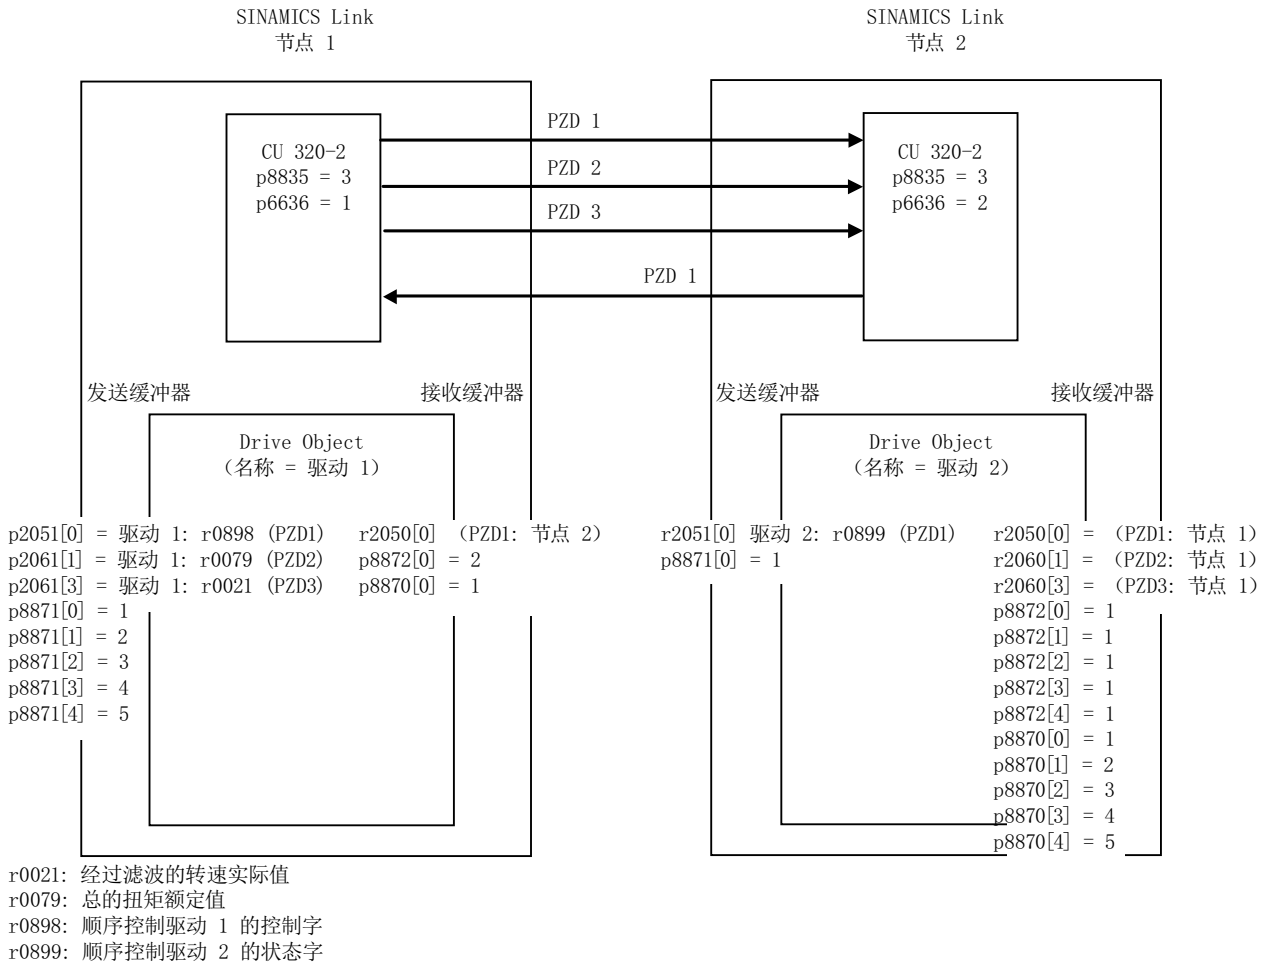 SINAMICS Link
节点 1
SINAMICS Link
节点 2
CU 320-2
p8835 = 3
p6636 = 1
PZD 1
PZD 2
PZD 3
PZD 1
CU 320-2
p8835 = 3
p6636 = 2
发送缓冲器
接收缓冲器
Drive Object
（名称 = 驱动 1）
p2051[0] = 驱动 1: r0898 (PZD1)
p2061[1] = 驱动 1: r0079 (PZD2)
p2061[3] = 驱动 1: r0021 (PZD3)
p8871[0] = 1
p8871[1] = 2
p8871[2] = 3
p8871[3] = 4
p8871[4] = 5
r2050[0] （PZD1: 节点 2）
p8872[0] = 2
p8870[0] = 1
发送缓冲器
接收缓冲器
Drive Object
（名称 = 驱动 2）
r2051[0] 驱动 2: r0899 (PZD1)
p8871[0] = 1
r2050[0] = （PZD1: 节点 1）
r2060[1] = （PZD2: 节点 1）
r2060[3] = （PZD3: 节点 1）
p8872[0] = 1
p8872[1] = 1
p8872[2] = 1
p8872[3] = 1
p8872[4] = 1
p8870[0] = 1
p8870[1] = 2
p8870[2] = 3
p8870[3] = 4
p8870[4] = 5
r0021: 经过滤波的转速实际值
r0079: 总的扭矩额定值
r0898: 顺序控制驱动 1 的控制字
r0899: 顺序控制驱动 2 的状态字